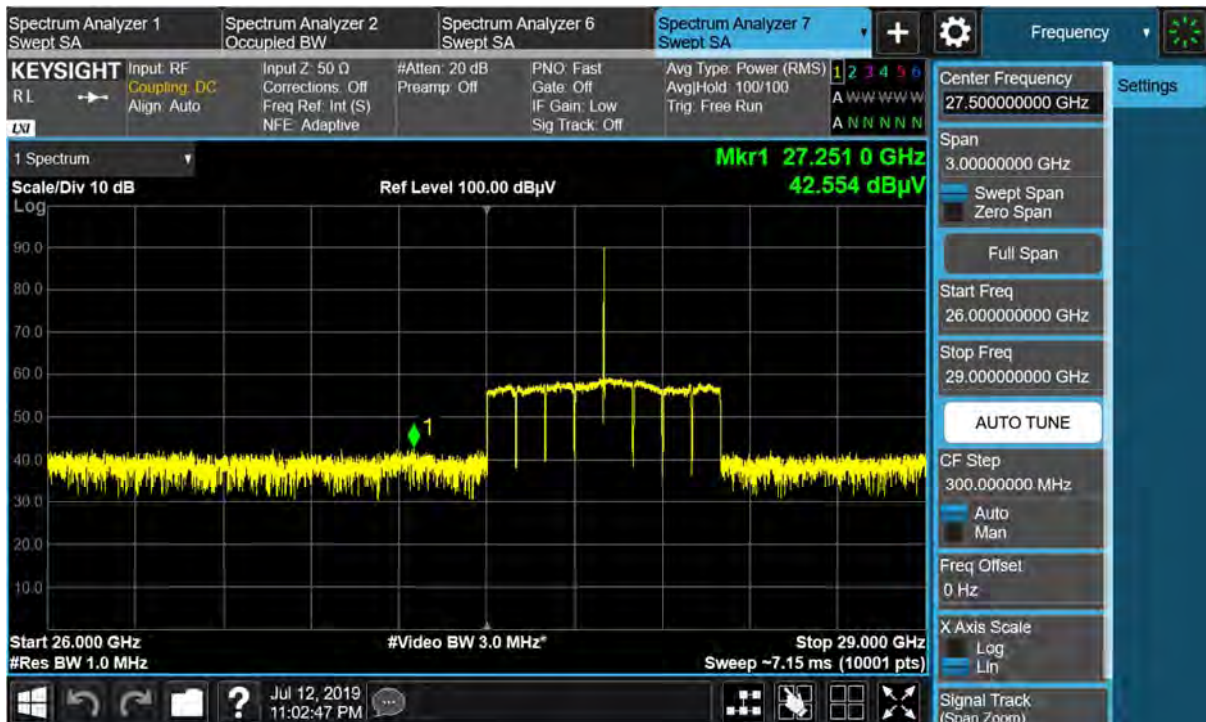 Spectrum Analyzer 1
Swept SA
Spectrum Analyzer 2
Occupied BW
Spectrum Analyzer 6
Swept SA
Spectrum Analyzer 7
Swept SA
+
Frequency
KEYSIGHT
RL
LXI
Input: RF
Coupling: DC
Align: Auto
Input Z: 50 Ω
Corrections: Off
Freq Ref: Int (S)
NFE: Adaptive
#Atten: 20 dB
Preamp: Off
PNO: Fast
Gate: Off
IF Gain: Low
Sig Track: Off
Avg Type: Power (RMS)
Avg|Hold: 100/100
Trig: Free Run
1 2 3 4 5 6
A W W W W W
A N N N N N
1 Spectrum
Scale/Div 10 dB
Log
Ref Level 100.00 dBµV
Mkr1 27.251 0 GHz
42.554 dBµV
90.0
80.0
70.0
60.0
50.0
40.0
30.0
20.0
10.0
1
Start 26.000 GHz
#Res BW 1.0 MHz
#Video BW 3.0 MHz*
Stop 29.000 GHz
Sweep ~7.15 ms (10001 pts)
?
Jul 12, 2019
11:02:47 PM
Center Frequency
27.500000000 GHz
Settings
Span
3.00000000 GHz
Swept Span
Zero Span
Full Span
Start Freq
26.000000000 GHz
Stop Freq
29.000000000 GHz
AUTO TUNE
CF Step
300.000000 MHz
Auto
Man
Freq Offset
0 Hz
X Axis Scale
Log
Lin
Signal Track
(Span Zoom)